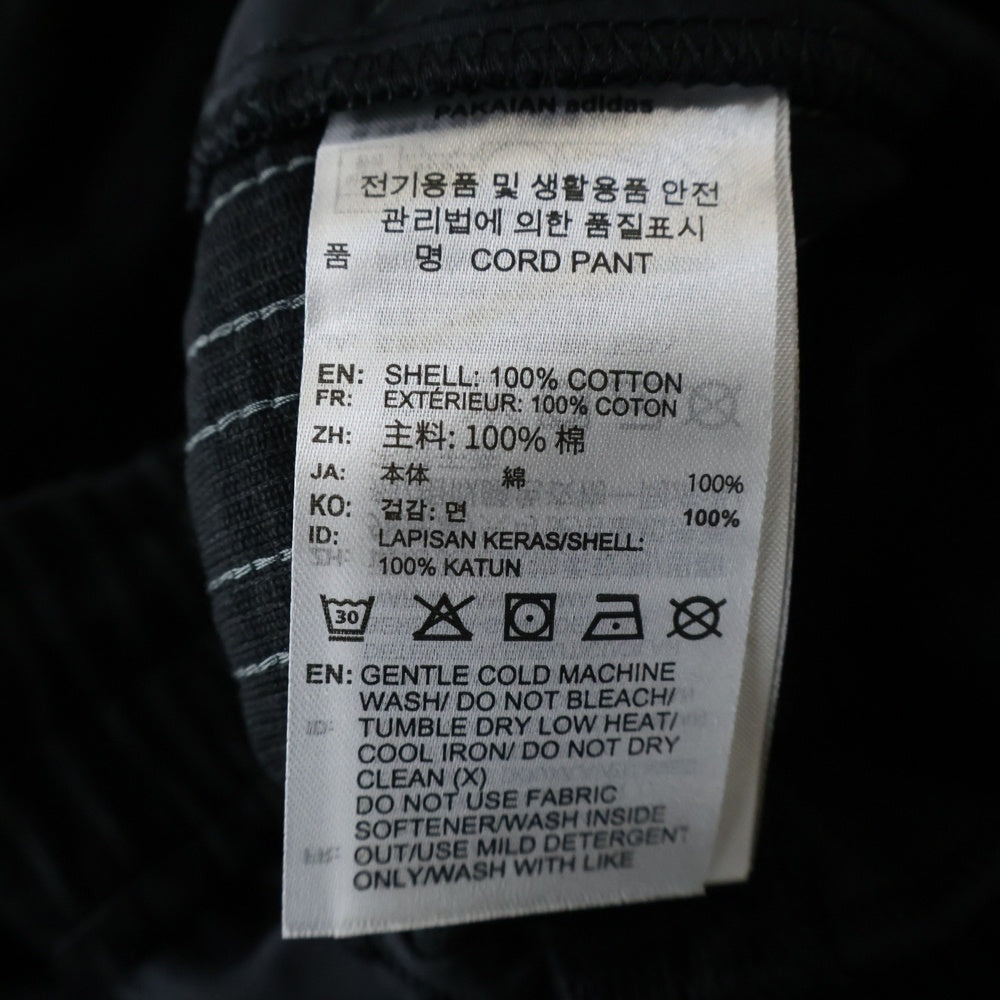 PAKAIAN adidas
전기용품 및 생활용품 안전
관리법에 의한 품질표시
품 명 CORD PANT
EN: SHELL: 100% COTTON
FR: EXTÉRIEUR: 100% COTON
ZH: 主料: 100% 棉
JA: 本体 綿 100%
KO: 겉감: 면 100%
ID: LAPISAN KERAS/SHELL:
100% KATUN
30
EN: GENTLE COLD MACHINE
WASH/ DO NOT BLEACH/
TUMBLE DRY LOW HEAT/
COOL IRON/ DO NOT DRY
CLEAN (X)
DO NOT USE FABRIC
SOFTENER/WASH INSIDE
OUT/USE MILD DETERGENT
ONLY/WASH WITH LIKE